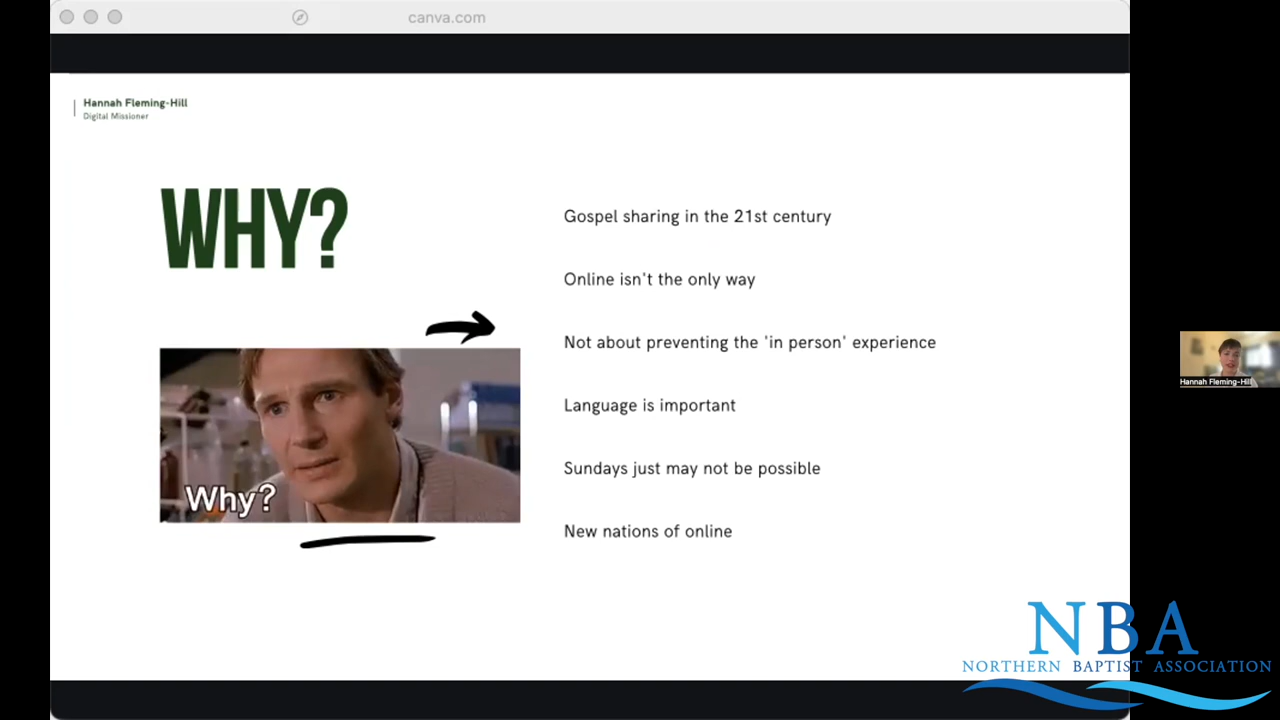 canva.com
Hannah Fleming-Hill
Digital Missioner
WHY?
Why?
Gospel sharing in the 21st century
Online isn't the only way
Not about preventing the 'in person' experience
Language is important
Sundays just may not be possible
New nations of online
Hannah Fleming-Hill
NBA
NORTHERN BAPTIST ASSOCIATION